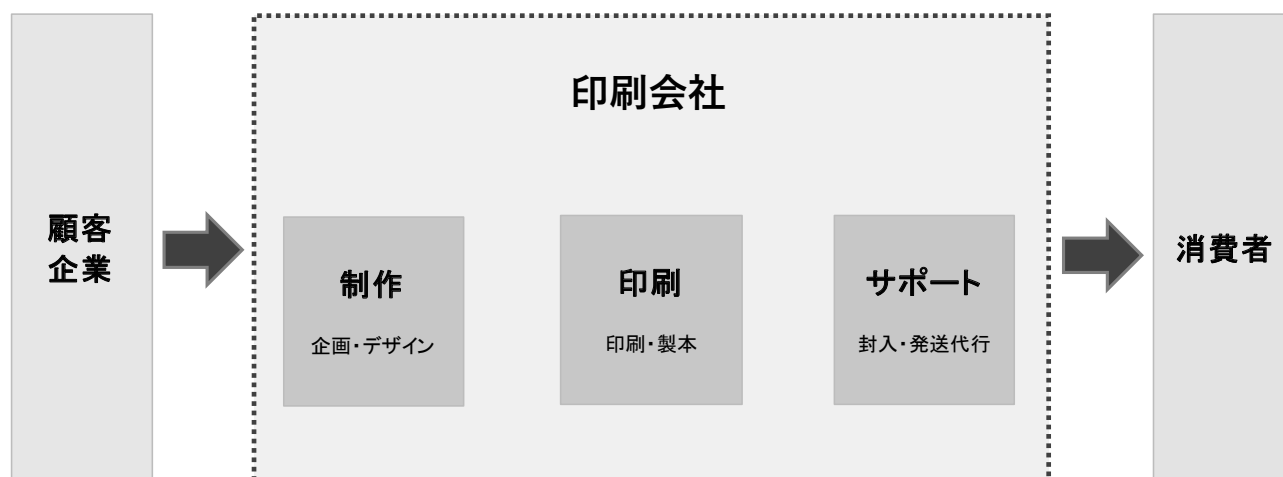 印刷会社
顧客
企業
制作
企画・デザイン
印刷
印刷・製本
サポート
封入・発送代行
消費者